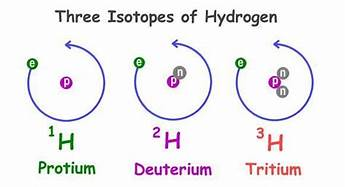 Three Isotopes of Hydrogen
e p
e p n
e p n n
¹H ²H ³H
Protium Deuterium Tritium